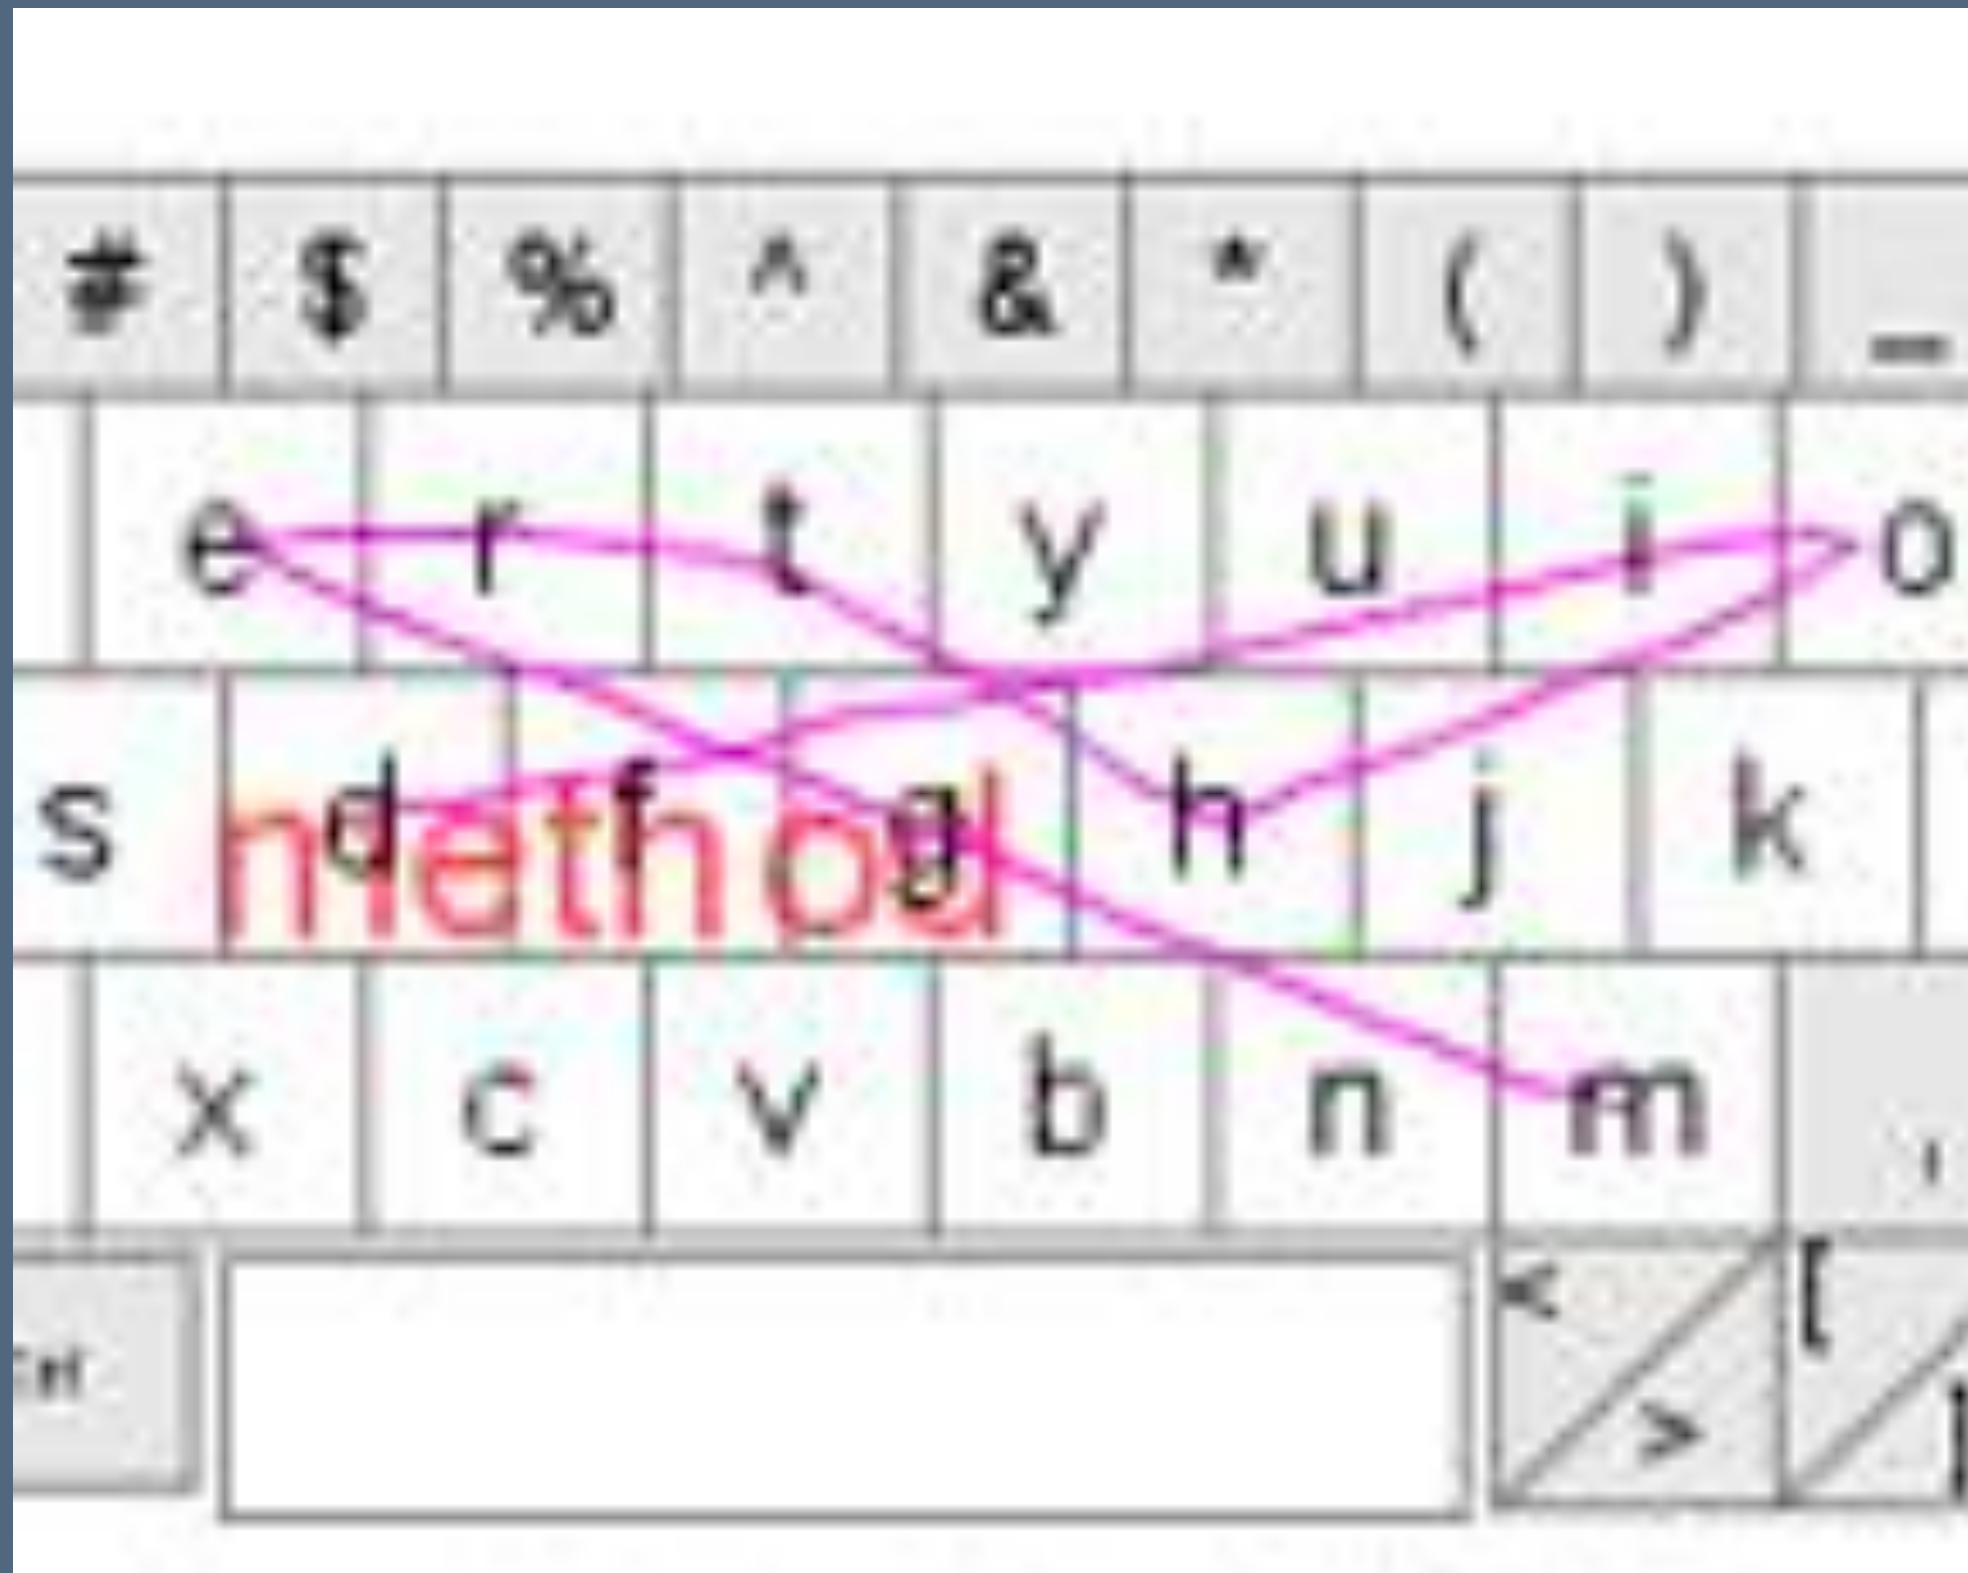 # $ % ^ & * ( ) _
e r t y u i o
s d f g h j k
method
x c v b n m ,
< [
>